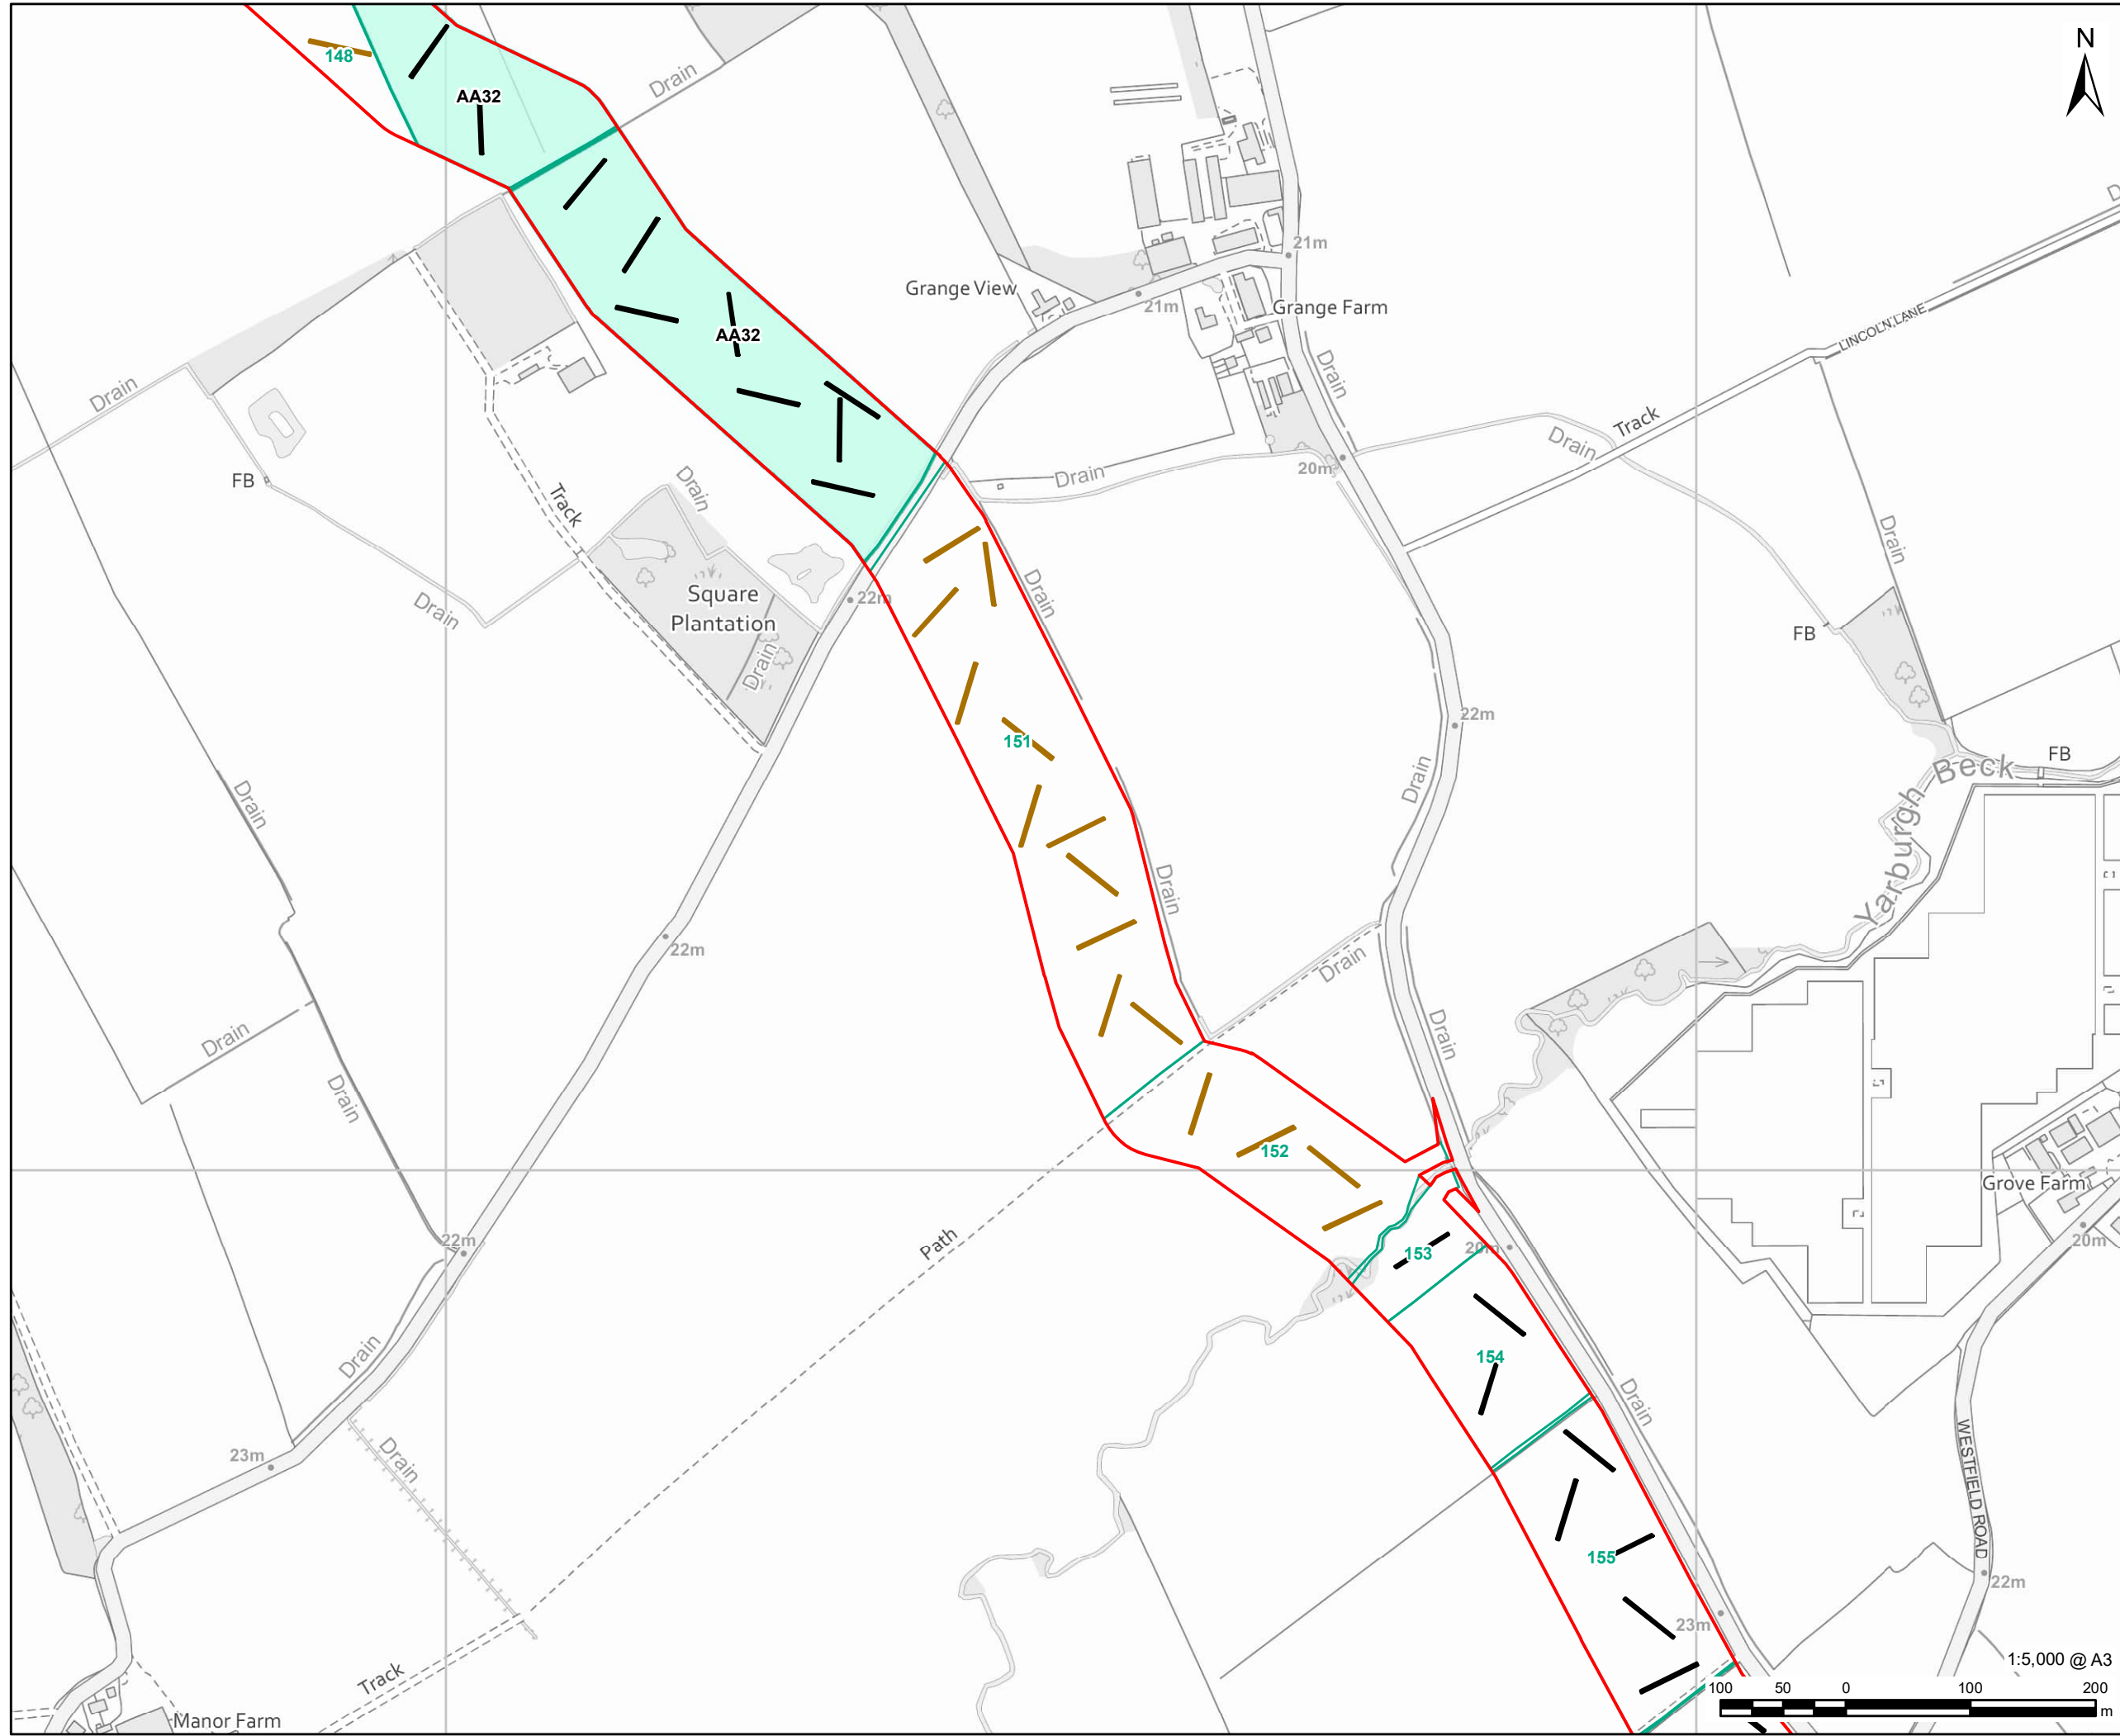 N
148
AA32
Drain
D
21m
Grange View
21m
Grange Farm
AA32
LINCOLN LANE
Drain
Drain
Track
Drain
20m
Drain
FB
Track
Drain
Drain
Square
Plantation
22m
Drain
Drain
Drain
FB
22m
151
Drain
Drain
Drain
Yarburgh Beck
FB
Drain
22m
Drain
Drain
Drain
Drain
152
Grove Farm
22m
Path
153
20m
20m
154
Drain
Drain
23m
Drain
WESTFIELD ROAD
155
22m
23m
Track
Manor Farm
1:5,000 @ A3
100 50 0 100 200
m